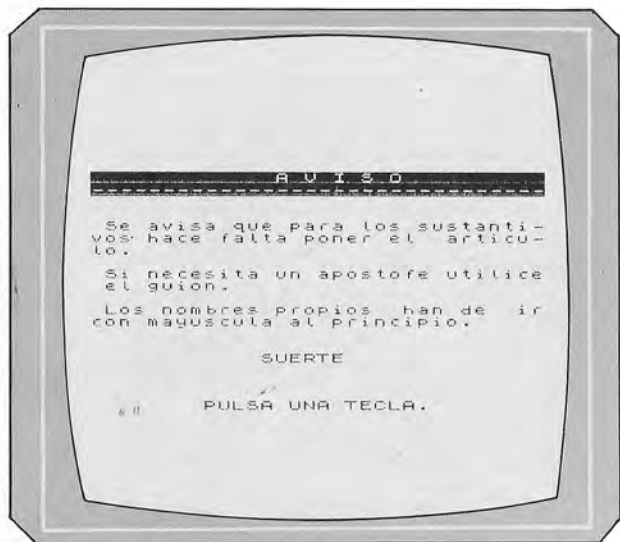 A V I S O
Se avisa que para los sustanti-
vos hace falta poner el articu-
lo.
Si necesita un apostofe utilice
el guion.
Los nombres propios han de ir
con mayuscula al principio.
SUERTE
PULSA UNA TECLA.